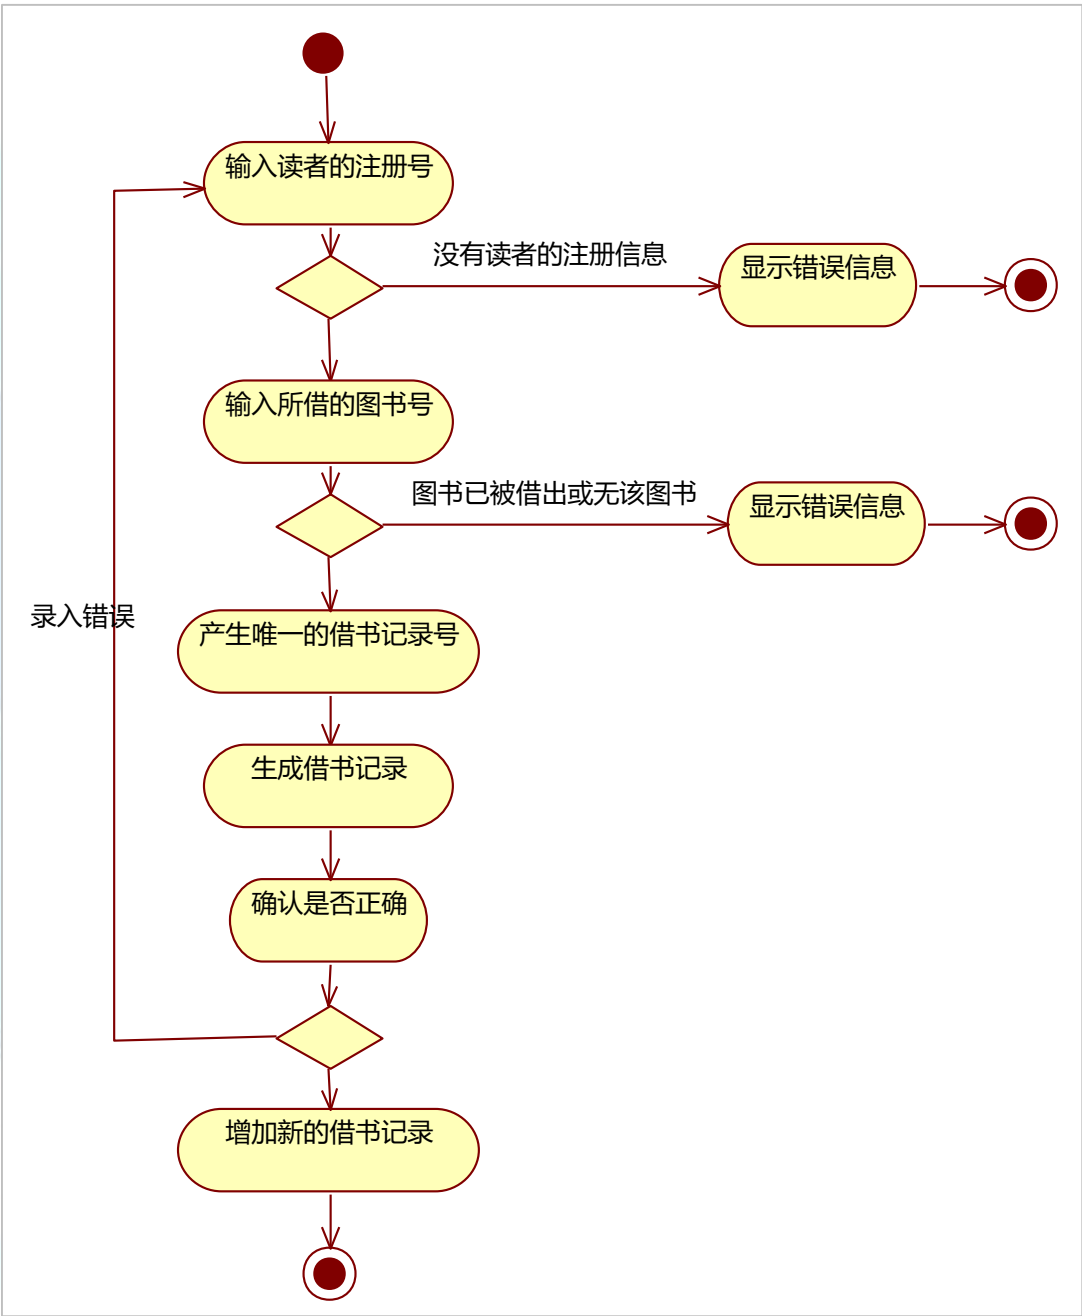 输入读者的注册号
没有读者的注册信息
显示错误信息
输入所借的图书号
图书已被借出或无该图书
显示错误信息
录入错误
产生唯一的借书记录号
生成借书记录
确认是否正确
增加新的借书记录